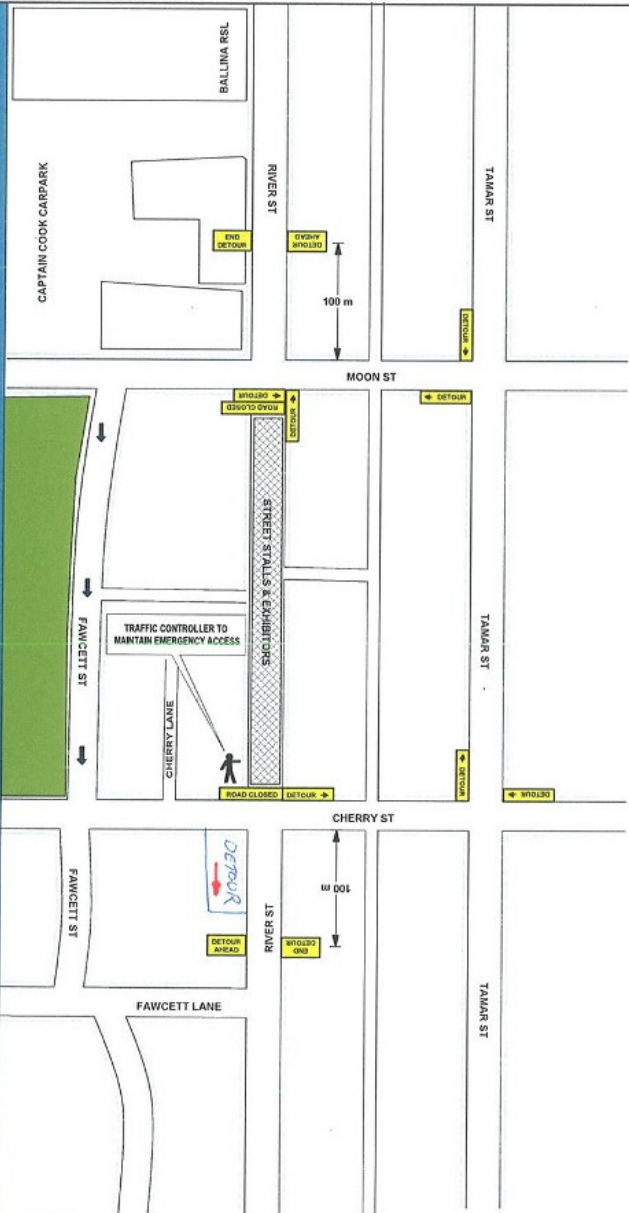 BALLINA RSL
CAPTAIN COOK CARPARK
RIVER ST
TAMAR ST
END
DETOUR
DETOUR
AHEAD
100 m
DETOUR →
MOON ST
← DETOUR
DETOUR →
ROAD CLOSED
DETOUR →
STREET STALLS & EXHIBITORS
TRAFFIC CONTROLLER TO
MAINTAIN EMERGENCY ACCESS
FAWCETT ST
TAMAR ST
CHERRY LANE
DETOUR
←
ROAD CLOSED
DETOUR →
DETOUR
←
CHERRY ST
DETOUR
FAWCETT ST
RIVER ST
100 m
DETOUR
AHEAD
END
DETOUR
TAMAR ST
FAWCETT LANE